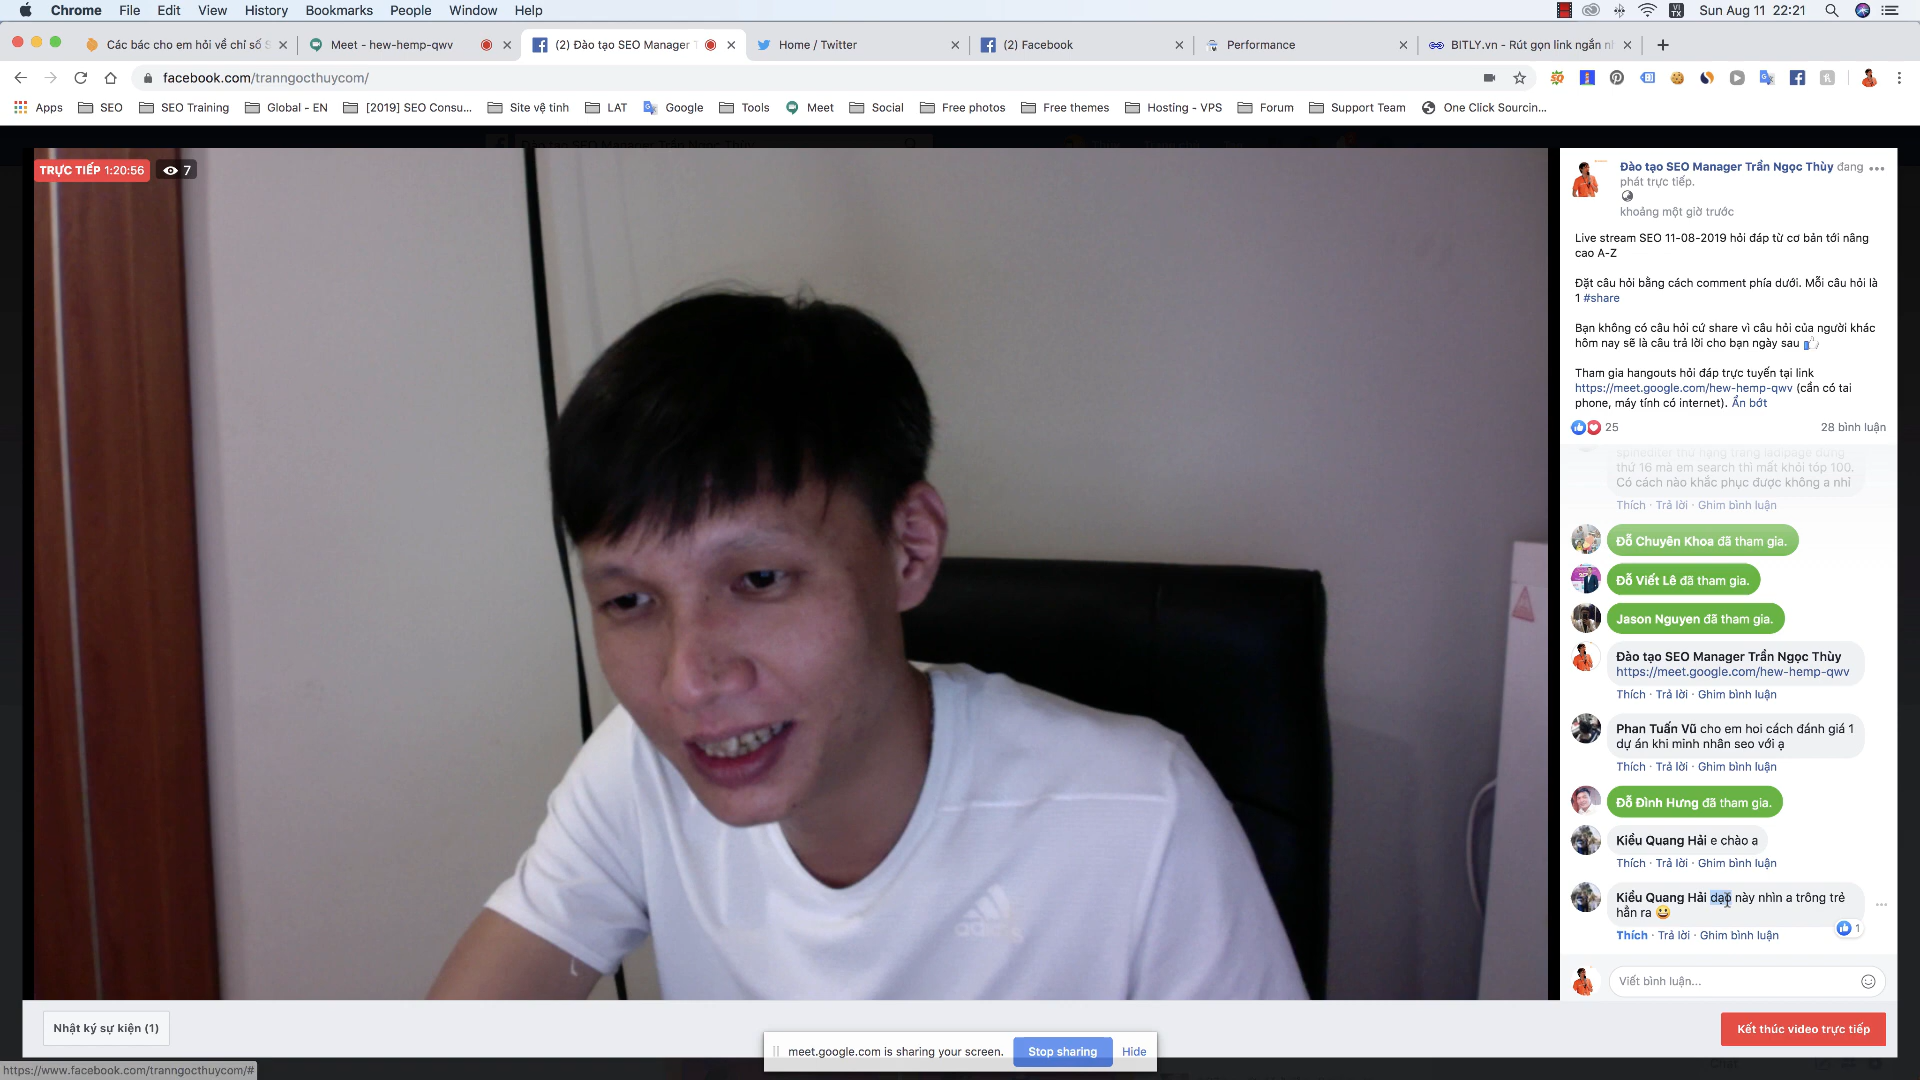 Chrome File Edit View History Bookmarks People Window Help
Sun Aug 11 22:21
Các bác cho em hỏi về chỉ số S
Meet - hew-hemp-qwv
(2) Đào tạo SEO Manager T
Home / Twitter
(2) Facebook
Performance
BITLY.vn - Rút gọn link ngắn nh
facebook.com/tranngocthuycom/
Apps SEO SEO Training Global - EN [2019] SEO Consu... Site vệ tinh LAT Google Tools Meet Social Free photos Free themes Hosting - VPS Forum Support Team One Click Sourcin...
TRỰC TIẾP 1:20:56
7
Đào tạo SEO Manager Trần Ngọc Thùy đang
phát trực tiếp.
khoảng một giờ trước
Live stream SEO 11-08-2019 hỏi đáp từ cơ bản tới nâng
cao A-Z
Đặt câu hỏi bằng cách comment phía dưới. Mỗi câu hỏi là
1 #share
Bạn không có câu hỏi cứ share vì câu hỏi của người khác
hôm nay sẽ là câu trả lời cho bạn ngày sau
Tham gia hangouts hỏi đáp trực tuyến tại link
https://meet.google.com/hew-hemp-qwv (cần có tai
phone, máy tính có internet). Ẩn bớt
25
28 bình luận
thứ 16 mà em search thì mất khỏi tóp 100.
Có cách nào khắc phục được không a nhỉ
Thích · Trả lời · Ghim bình luận
Đỗ Chuyên Khoa đã tham gia.
Đỗ Viết Lê đã tham gia.
Jason Nguyen đã tham gia.
Đào tạo SEO Manager Trần Ngọc Thùy
https://meet.google.com/hew-hemp-qwv
Thích · Trả lời · Ghim bình luận
Phan Tuấn Vũ cho em hoi cách đánh giá 1
dự án khi minh nhân seo với ạ
Thích · Trả lời · Ghim bình luận
Đỗ Đình Hưng đã tham gia.
Kiều Quang Hải e chào a
Thích · Trả lời · Ghim bình luận
Kiều Quang Hải dạo này nhìn a trông trẻ
hẳn ra
1
Thích · Trả lời · Ghim bình luận
Viết bình luận...
adidas
Nhật ký sự kiện (1)
Kết thúc video trực tiếp
meet.google.com is sharing your screen. Stop sharing Hide
https://www.facebook.com/tranngocthuycom/#